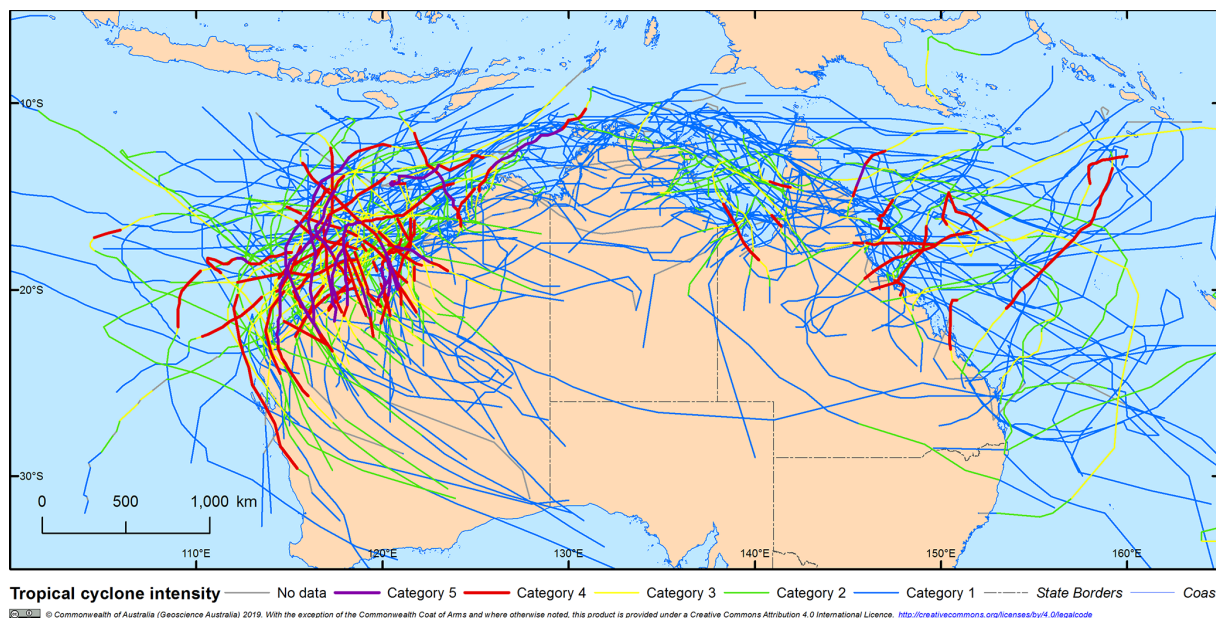 10°S
20°S
30°S
0 500 1,000 km
110°E 120°E 130°E 140°E 150°E 160°E
Tropical cyclone intensity No data Category 5 Category 4 Category 3 Category 2 Category 1 State Borders Coas
© Commonwealth of Australia (Geoscience Australia) 2019. With the exception of the Commonwealth Coat of Arms and where otherwise noted, this product is provided under a Creative Commons Attribution 4.0 International Licence. http://creativecommons.org/licenses/by/4.0/legalcode